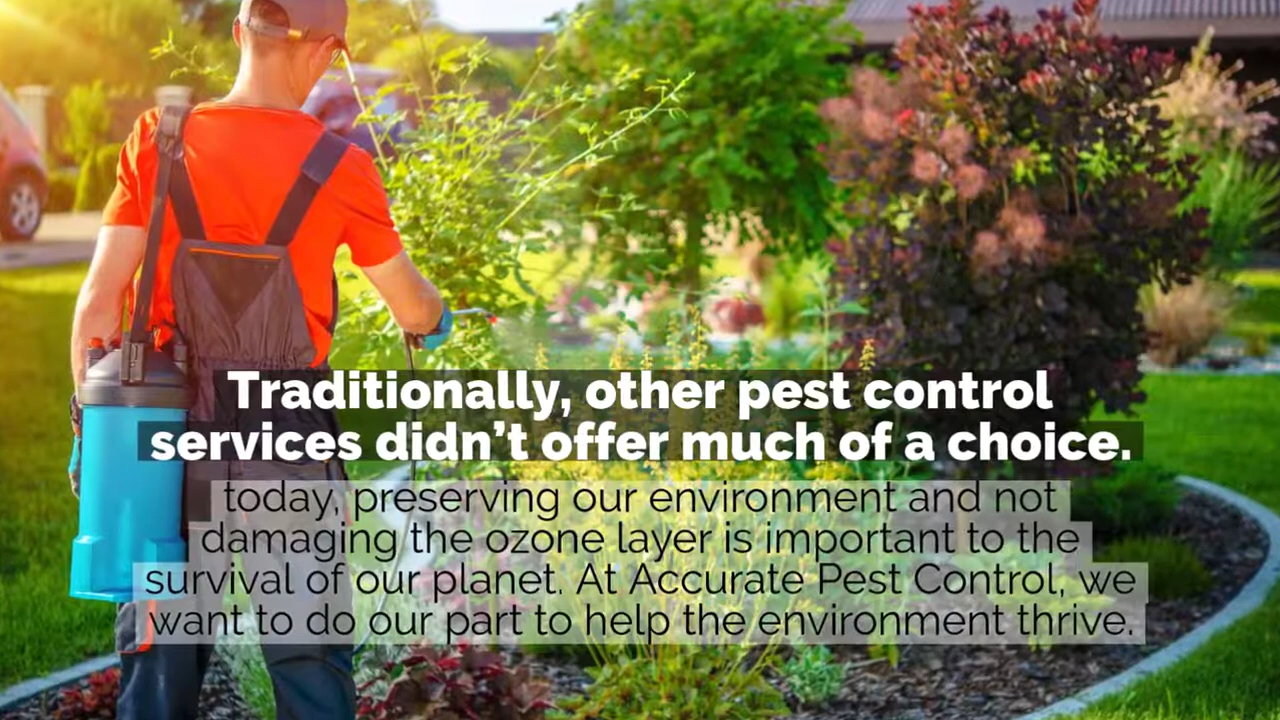 Traditionally, other pest control
services didn’t offer much of a choice.
today, preserving our environment and not
damaging the ozone layer is important to the
survival of our planet. At Accurate Pest Control, we
want to do our part to help the environment thrive.